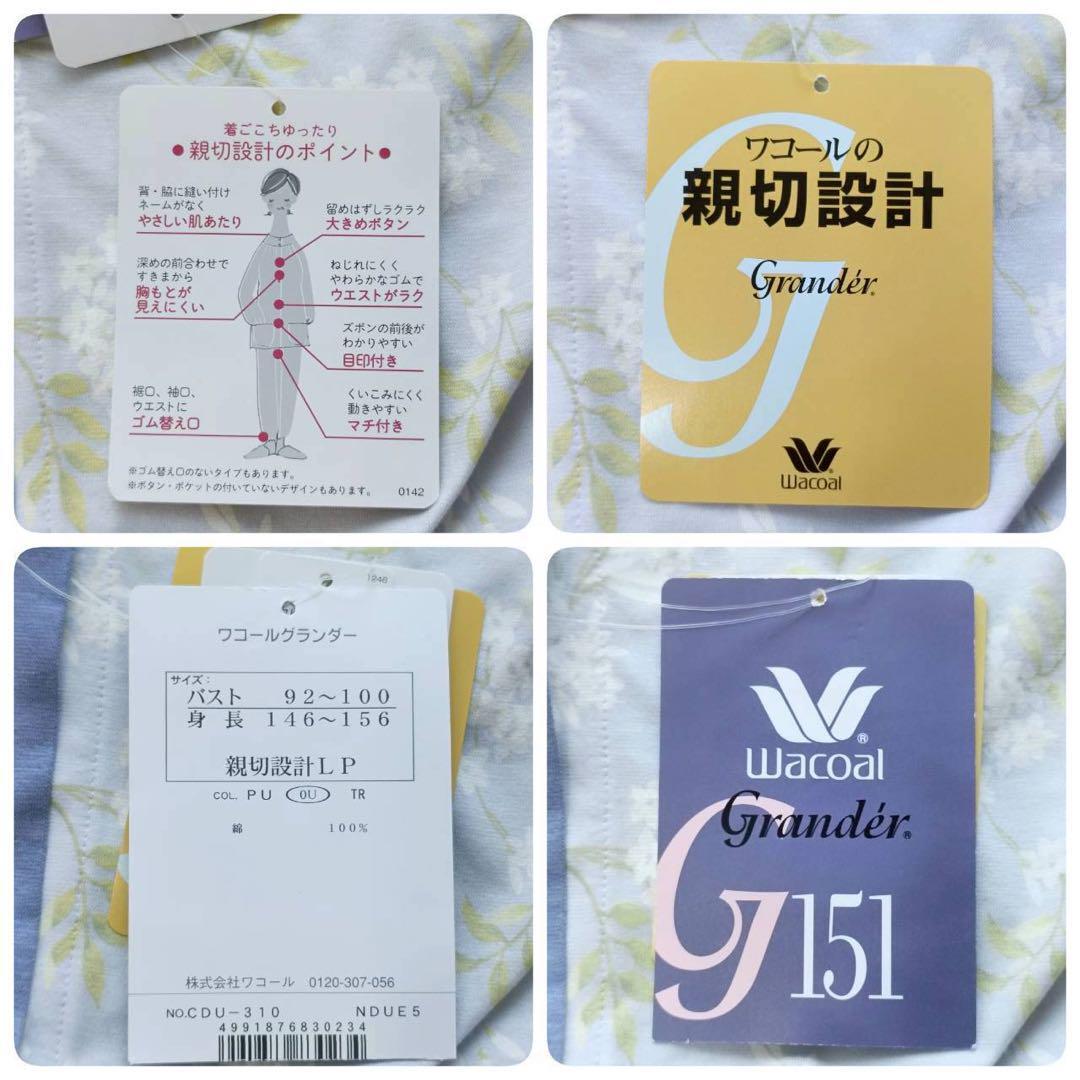 着ごこちゆったり
●親切設計のポイント●
背・脇に縫い付け
ネームがなく
やさしい肌あたり
深めの前合わせで
すきまから
胸もとが
見えにくい
裾口、袖口、
ウエストに
ゴム替え口
留めはずしラクラク
大きめボタン
ねじれにくく
やわらかなゴムで
ウエストがラク
ズボンの前後が
わかりやすい
目印付き
くいこみにくく
動きやすい
マチ付き
※ゴム替え口のないタイプもあります。
※ボタン・ポケットの付いていないデザインもあります。 0142
ワコールの
親切設計
Grandér®
Wacoal®
1246
ワコールグランダー
サイズ:
バスト 92～100
身長 146～156
親切設計LP
COL. PU 0U TR
綿 100%
株式会社ワコール 0120-307-056
NO.CDU-310 NDUE5
4991876830234
Wacoal®
Grandér®
G151